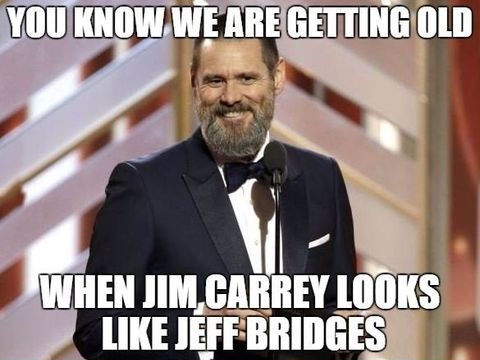 YOU KNOW WE ARE GETTING OLD
WHEN JIM CARREY LOOKS
LIKE JEFF BRIDGES